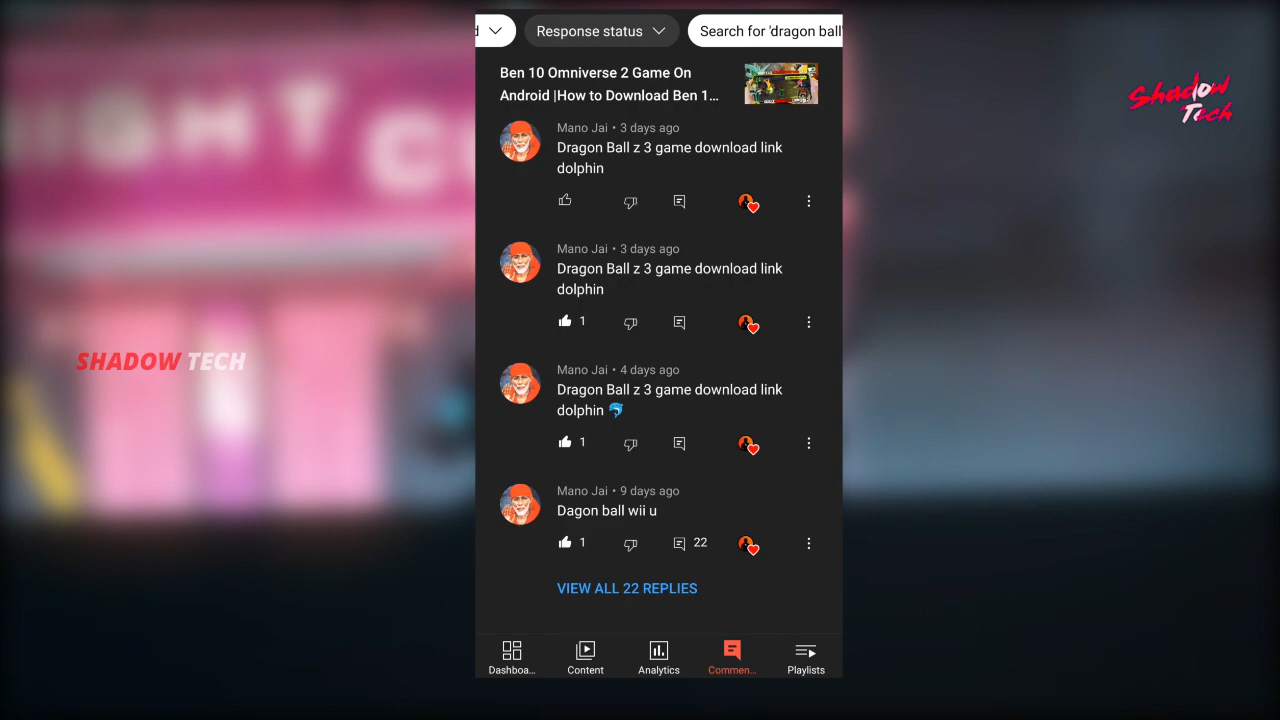 Response status
Search for 'dragon ball'
Ben 10 Omniverse 2 Game On
Android |How to Download Ben 1...
Mano Jai • 3 days ago
Dragon Ball z 3 game download link
dolphin
Mano Jai • 3 days ago
Dragon Ball z 3 game download link
dolphin
1
Mano Jai • 4 days ago
Dragon Ball z 3 game download link
dolphin 🐬
1
Mano Jai • 9 days ago
Dagon ball wii u
1 22
VIEW ALL 22 REPLIES
Dashboa... Content Analytics Commen... Playlists
SHADOW TECH
Shadow
Tech